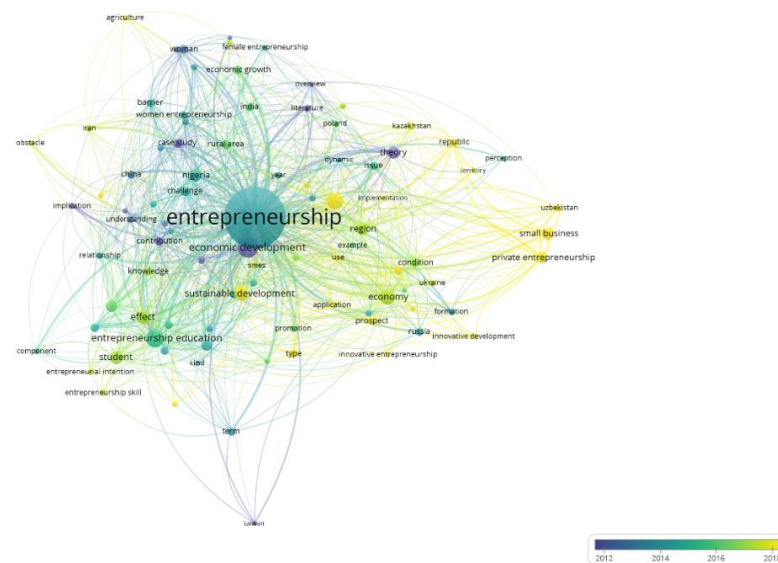 agriculture
woman
female entrepreneurship
economic growth
overview
barrier
india
literature
women entrepreneurship
poland
kazakhstan
iran
obstacle
case study
rural area
republic
theory
dynamic
issue
perception
china
nigeria
year
territory
challenge
implementation
implication
uzbekistan
understanding
entrepreneurship
region
small business
contribution
economic development
example
relationship
use
private entrepreneurship
knowledge
smes
condition
sustainable development
economy
ukraine
application
formation
effect
prospect
promotion
russia
entrepreneurship education
innovative development
component
student
kind
type
innovative entrepreneurship
entrepreneurial intention
entrepreneurship skill
term
taiwan
2012 2014 2016